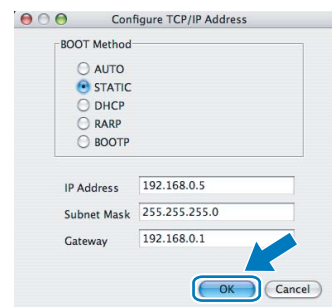 Configure TCP/IP Address
BOOT Method
AUTO
STATIC
DHCP
RARP
BOOTP
IP Address 192.168.0.5
Subnet Mask 255.255.255.0
Gateway 192.168.0.1
OK Cancel